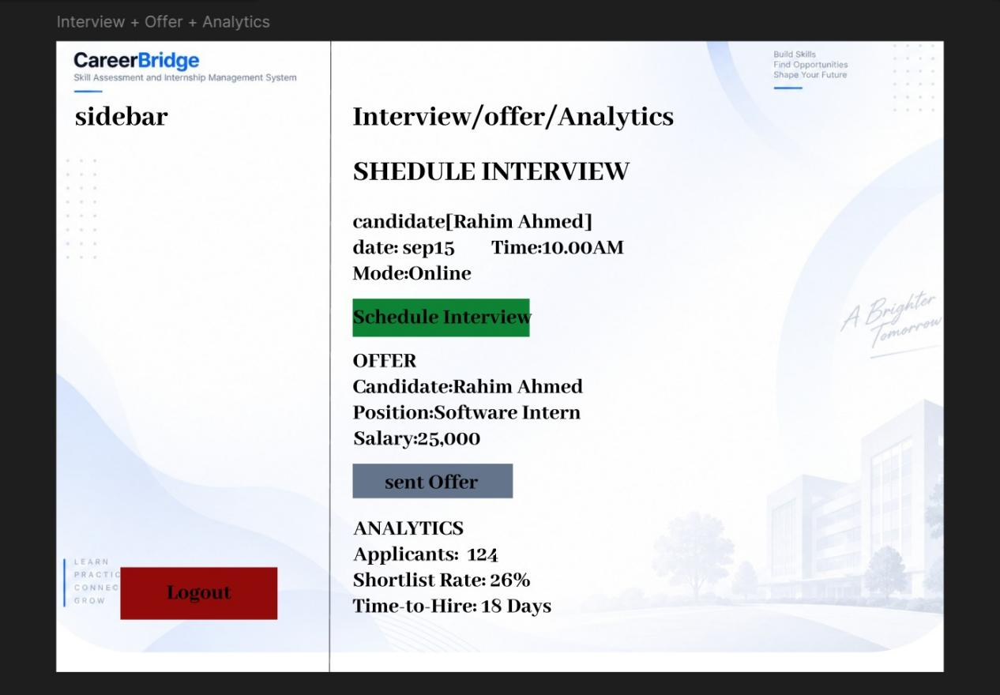 Interview + Offer + Analytics
CareerBridge
Skill Assessment and Internship Management System
sidebar
LEARN
PRACTIC
CONNEC
GROW
Logout
Build Skills
Find Opportunities
Shape Your Future
Interview/offer/Analytics
SHEDULE INTERVIEW
candidate[Rahim Ahmed]
date: sep15 Time:10.00AM
Mode:Online
Schedule Interview
OFFER
Candidate:Rahim Ahmed
Position:Software Intern
Salary:25,000
sent Offer
ANALYTICS
Applicants: 124
Shortlist Rate: 26%
Time-to-Hire: 18 Days
A Brighter
Tomorrow